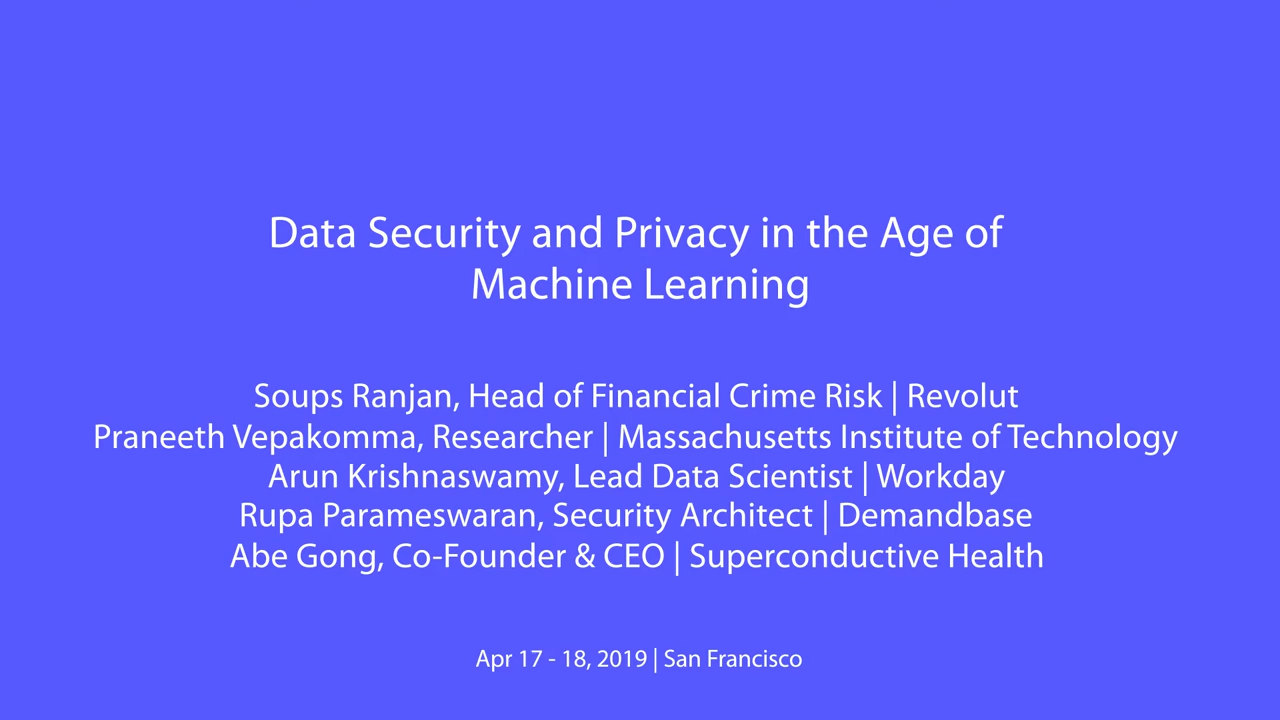 Data Security and Privacy in the Age of
Machine Learning
Soups Ranjan, Head of Financial Crime Risk | Revolut
Praneeth Vepakomma, Researcher | Massachusetts Institute of Technology
Arun Krishnaswamy, Lead Data Scientist | Workday
Rupa Parameswaran, Security Architect | Demandbase
Abe Gong, Co-Founder & CEO | Superconductive Health
Apr 17 - 18, 2019 | San Francisco